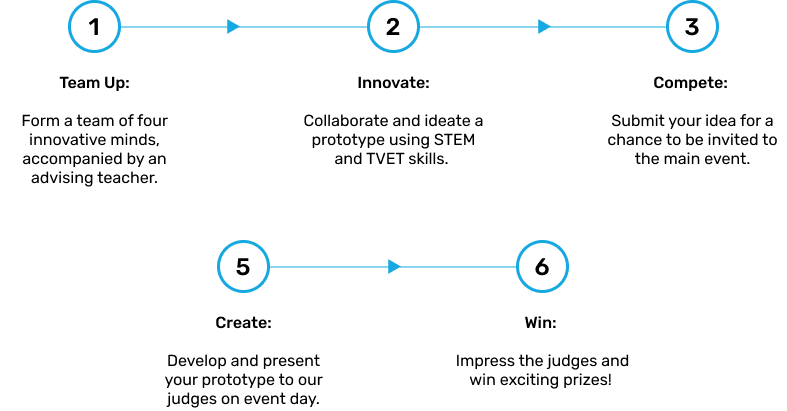 1
2
3
Team Up:
Innovate:
Compete:
Form a team of four
innovative minds,
accompanied by an
advising teacher.
Collaborate and ideate a
prototype using STEM
and TVET skills.
Submit your idea for a
chance to be invited to
the main event.
5
6
Create:
Win:
Develop and present
your prototype to our
judges on event day.
Impress the judges and
win exciting prizes!